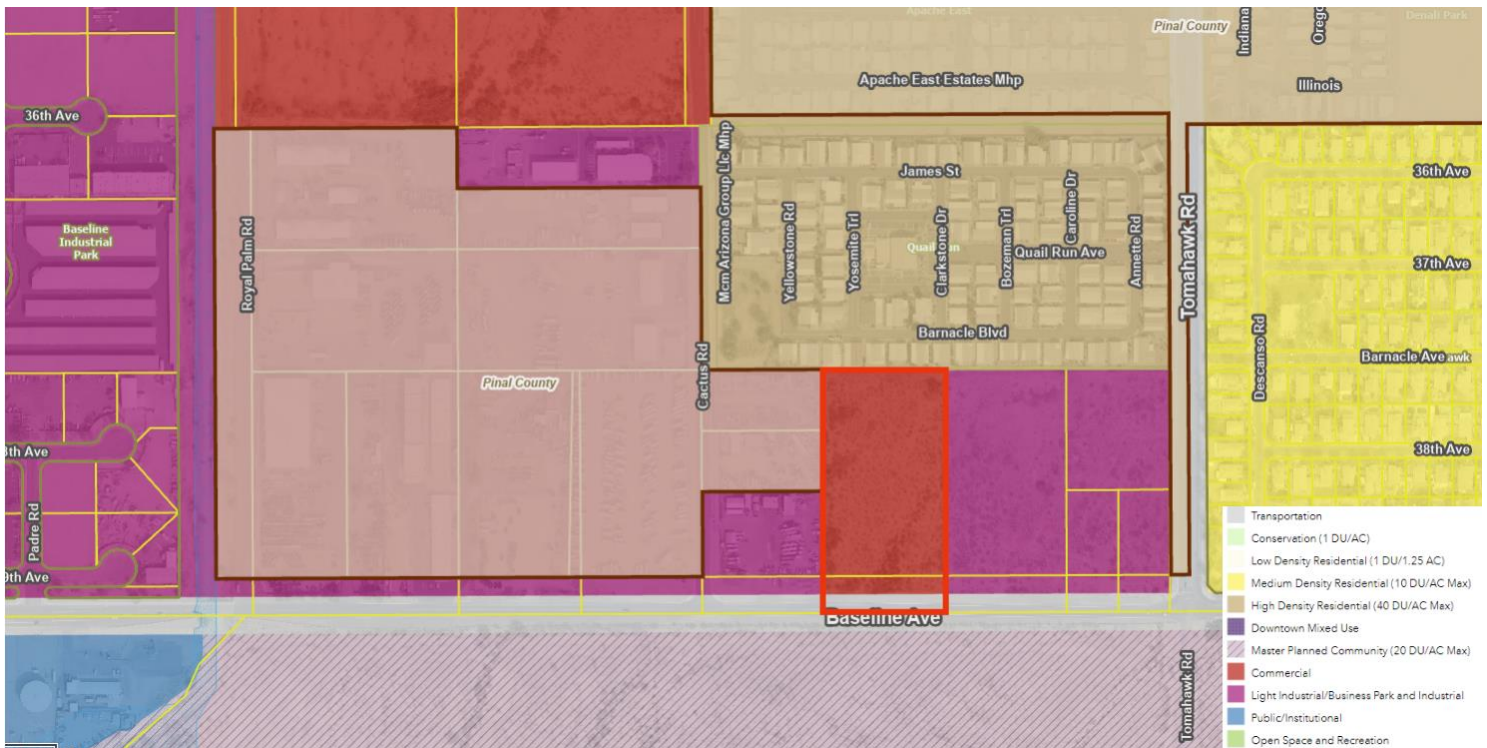 Apache East
Denali Park
Pinal County
Indiana
Orego
36th Ave
Apache East Estates Mhp
Illinois
Mcm Arizona Group Llc Mhp
James St
36th Ave
Baseline
Industrial
Park
Royal Palm Rd
Yellowstone Rd
Yosemite Trl
Quail Run
Clarkstone Dr
Bozeman Trl
Caroline Dr
Quail Run Ave
Annette Rd
Tomahawk Rd
37th Ave
Barnacle Blvd
Descanso Rd
Barnacle Ave
awk
Pinal County
Cactus Rd
8th Ave
38th Ave
Padre Rd
9th Ave
Baseline Ave
Tomahawk Rd
Transportation
Conservation (1 DU/AC)
Low Density Residential (1 DU/1.25 AC)
Medium Density Residential (10 DU/AC Max)
High Density Residential (40 DU/AC Max)
Downtown Mixed Use
Master Planned Community (20 DU/AC Max)
Commercial
Light Industrial/Business Park and Industrial
Public/Institutional
Open Space and Recreation